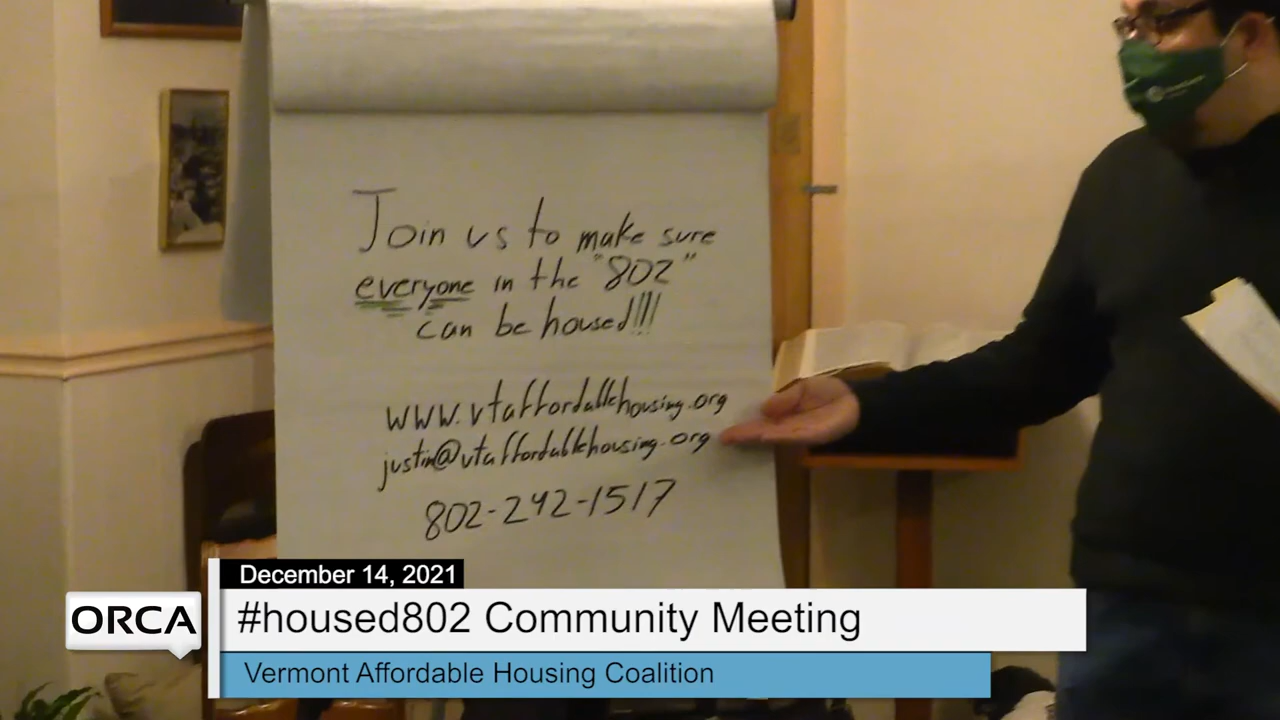 Join us to make sure
everyone in the "802"
can be housed!!!
www.vtaffordablehousing.org
justin@vtaffordablehousing.org
802-242-1517
December 14, 2021
ORCA
#housed802 Community Meeting
Vermont Affordable Housing Coalition